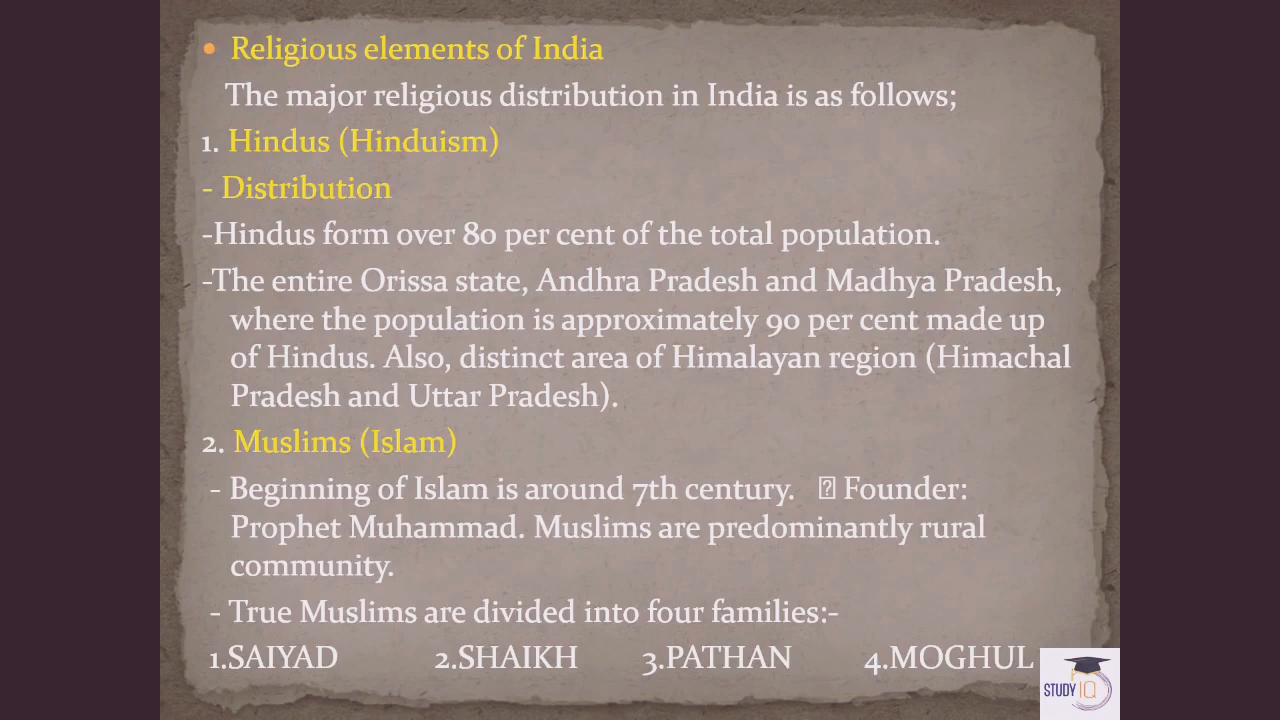 • Religious elements of India
The major religious distribution in India is as follows;
1. Hindus (Hinduism)
- Distribution
-Hindus form over 80 per cent of the total population.
-The entire Orissa state, Andhra Pradesh and Madhya Pradesh,
where the population is approximately 90 per cent made up
of Hindus. Also, distinct area of Himalayan region (Himachal
Pradesh and Uttar Pradesh).
2. Muslims (Islam)
- Beginning of Islam is around 7th century. ⍰ Founder:
Prophet Muhammad. Muslims are predominantly rural
community.
- True Muslims are divided into four families:-
1.SAIYAD 2.SHAIKH 3.PATHAN 4.MOGHUL
STUDY IQ